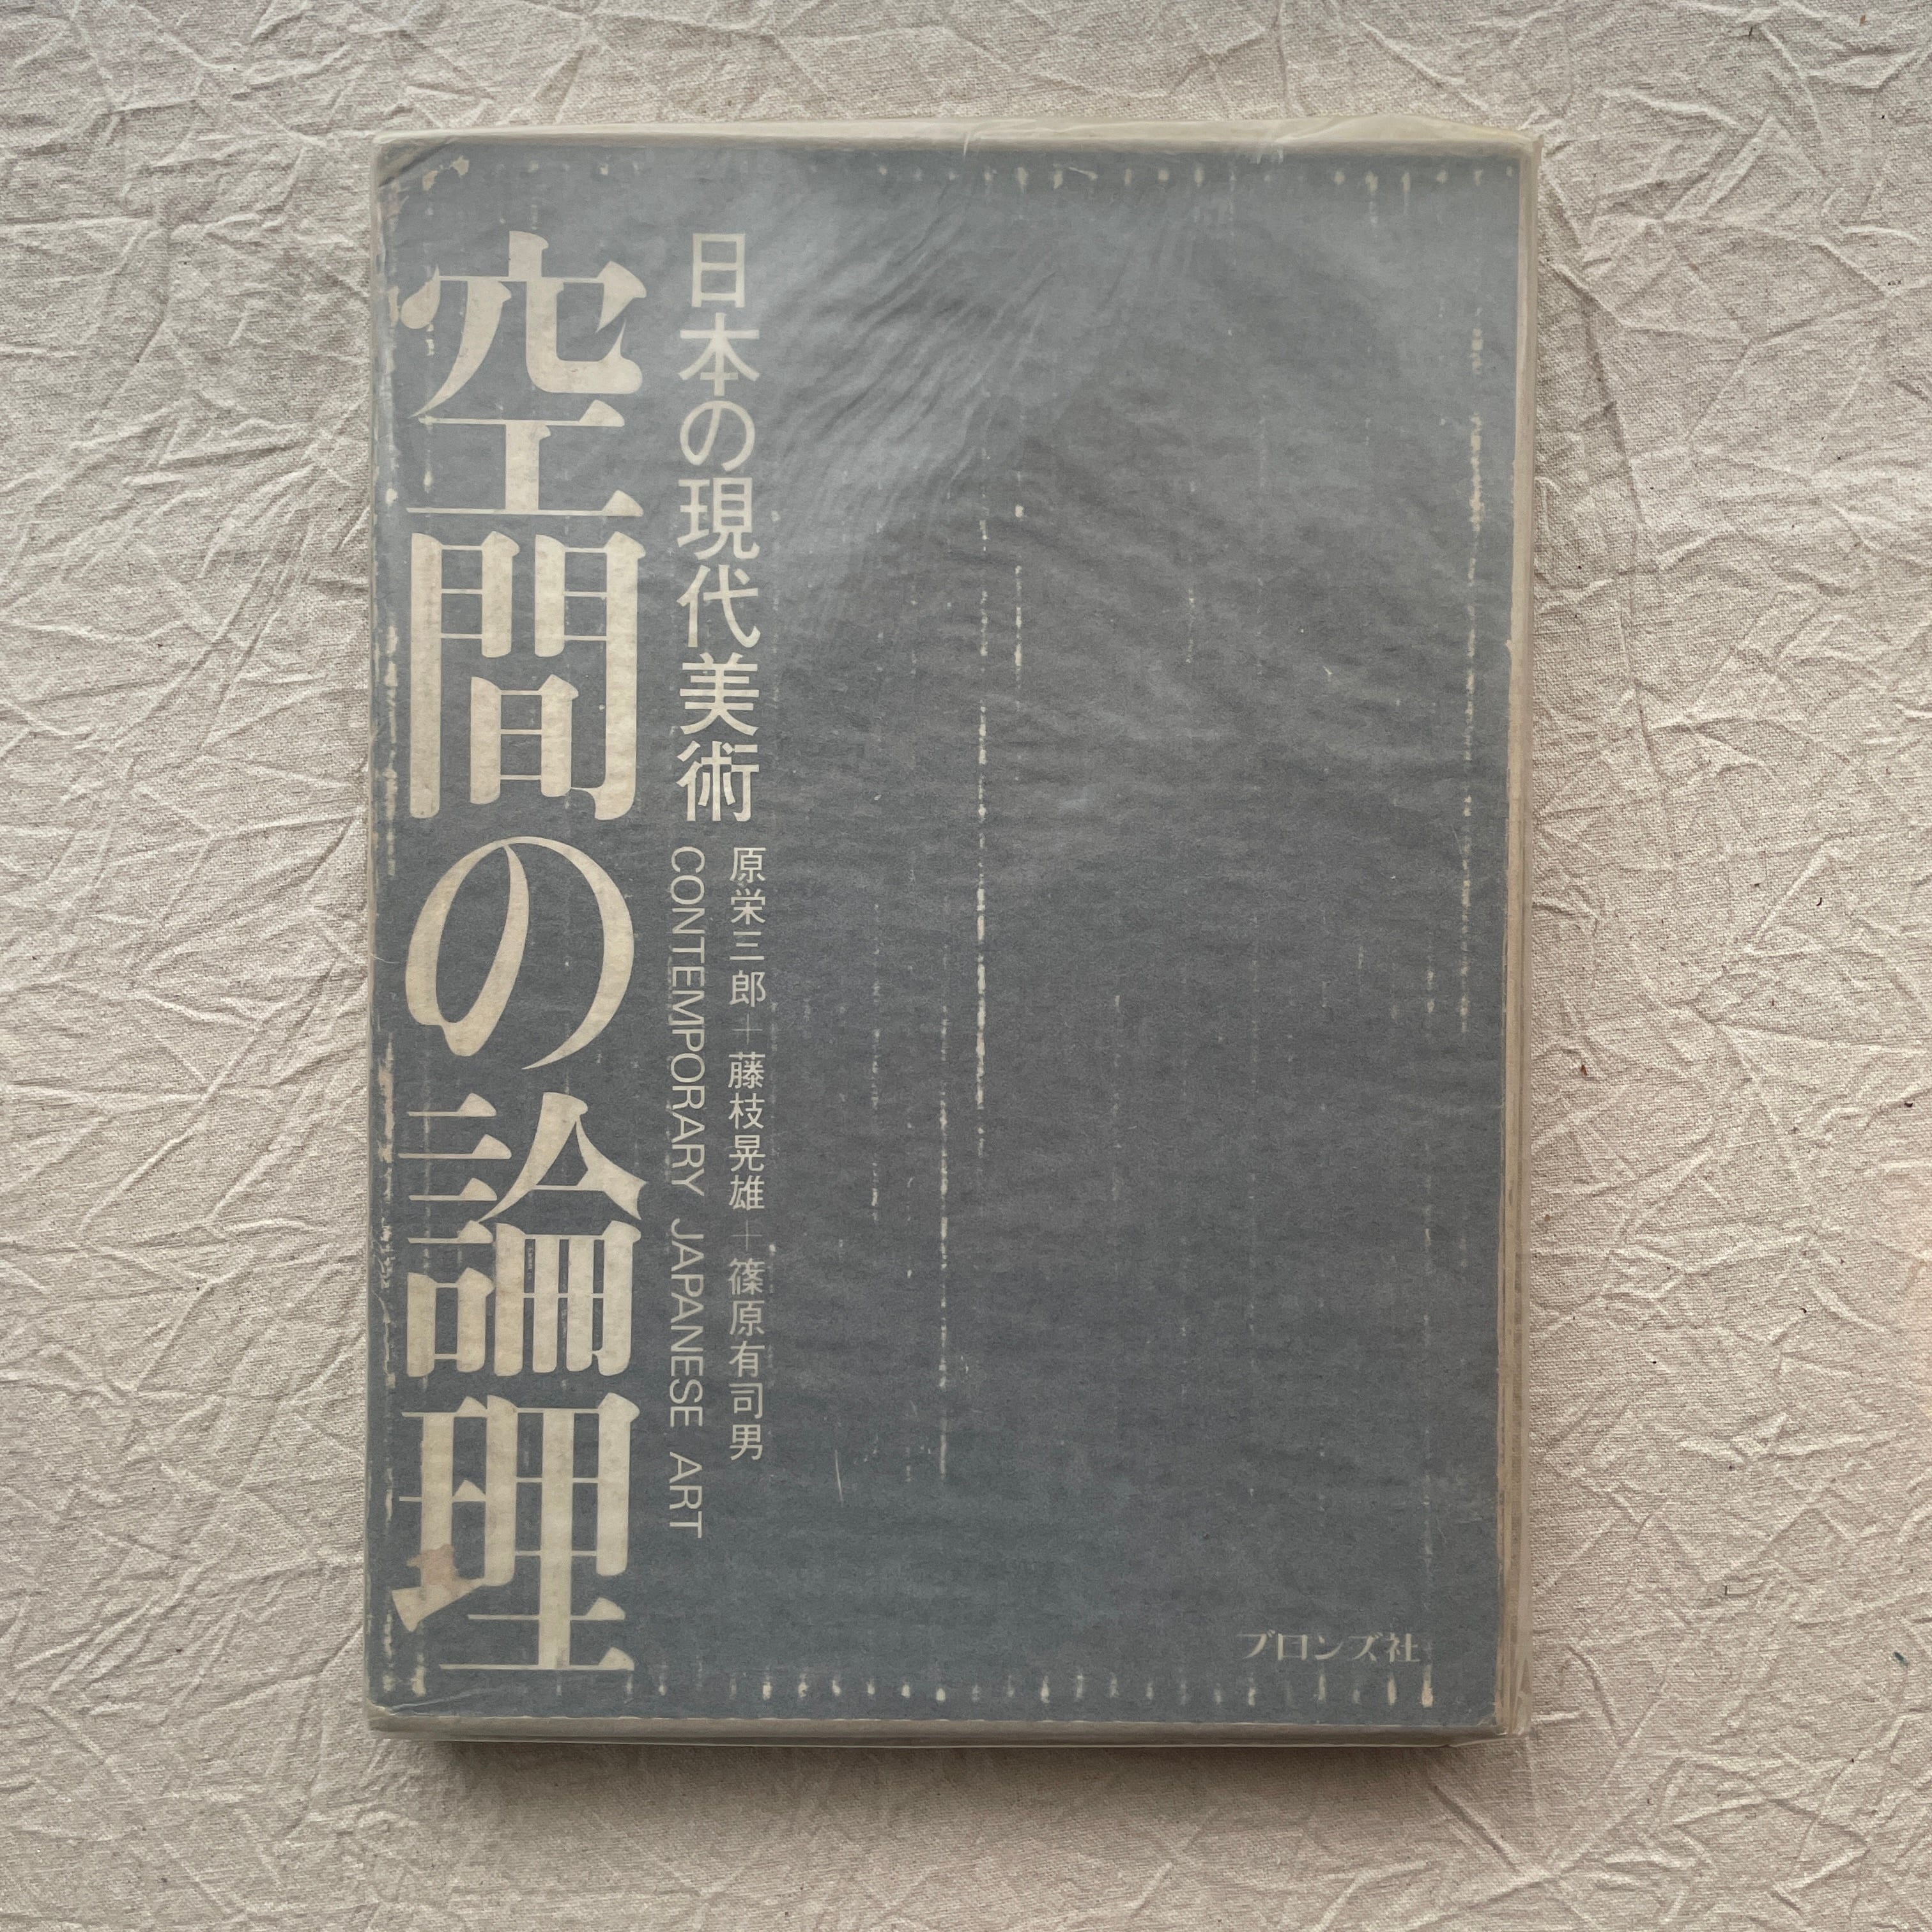 空間の論理
日本の現代美術
CONTEMPORARY JAPANESE ART
原栄三郎+藤枝晃雄+篠原有司男
ブロンズ社